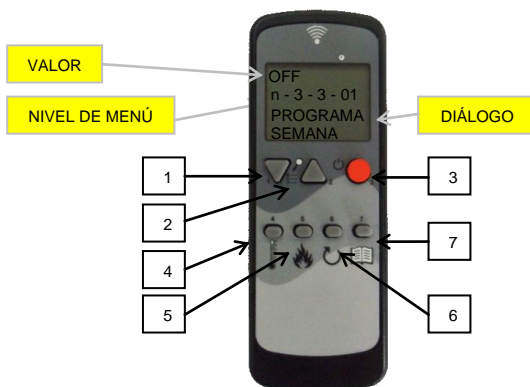 VALOR
OFF
n - 3 - 3 - 01
NIVEL DE MENÚ
PROGRAMA
DIÁLOGO
SEMANA
1
3
2
4
7
5
6